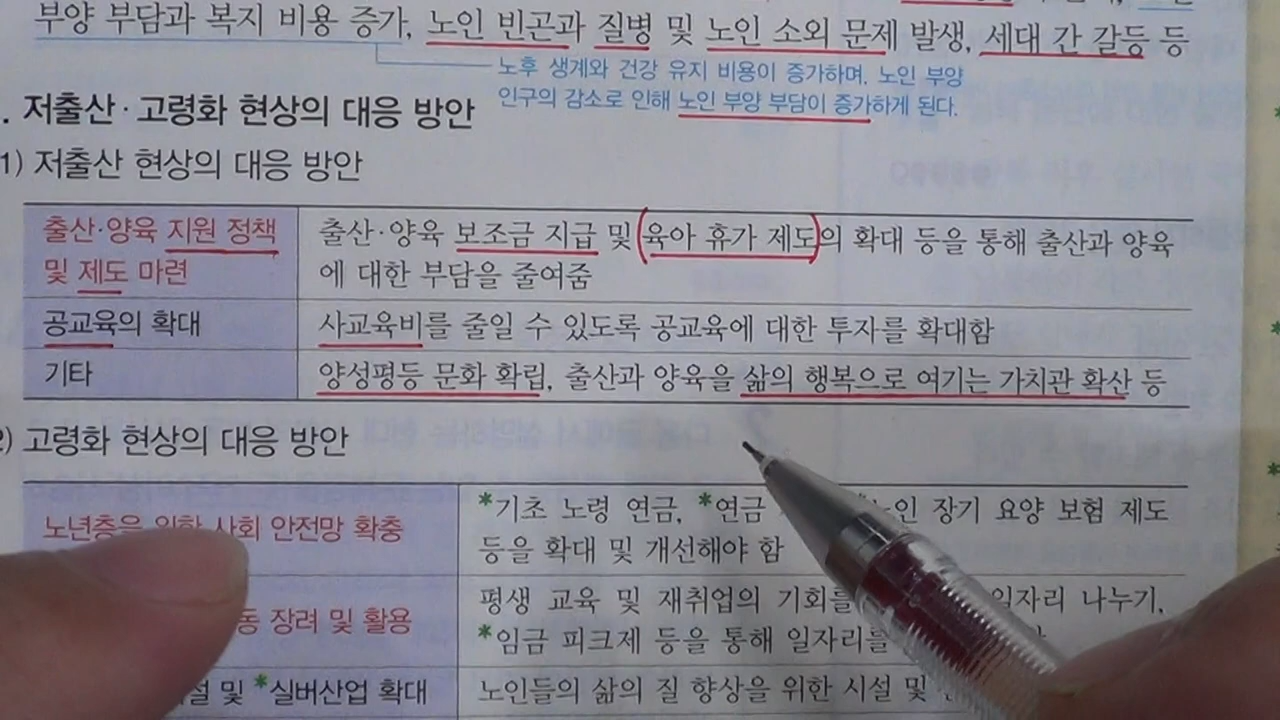 부양 부담과 복지 비용 증가, 노인 빈곤과 질병 및 노인 소외 문제 발생, 세대 간 갈등 등
노후 생계와 건강 유지 비용이 증가하며, 노인 부양
인구의 감소로 인해 노인 부양 부담이 증가하게 된다.
. 저출산·고령화 현상의 대응 방안
1) 저출산 현상의 대응 방안
출산·양육 지원 정책 및 제도 마련
출산·양육 보조금 지급 및 (육아 휴가 제도)의 확대 등을 통해 출산과 양육
에 대한 부담을 줄여줌
공교육의 확대
사교육비를 줄일 수 있도록 공교육에 대한 투자를 확대함
기타
양성평등 문화 확립, 출산과 양육을 삶의 행복으로 여기는 가치관 확산 등
2) 고령화 현상의 대응 방안
노년층을 위한 사회 안전망 확충
*기초 노령 연금, *연금 노인 장기 요양 보험 제도
등을 확대 및 개선해야 함
동 장려 및 활용
평생 교육 및 재취업의 기회를 일자리 나누기,
*임금 피크제 등을 통해 일자리를
및 *실버산업 확대
노인들의 삶의 질 향상을 위한 시설 및